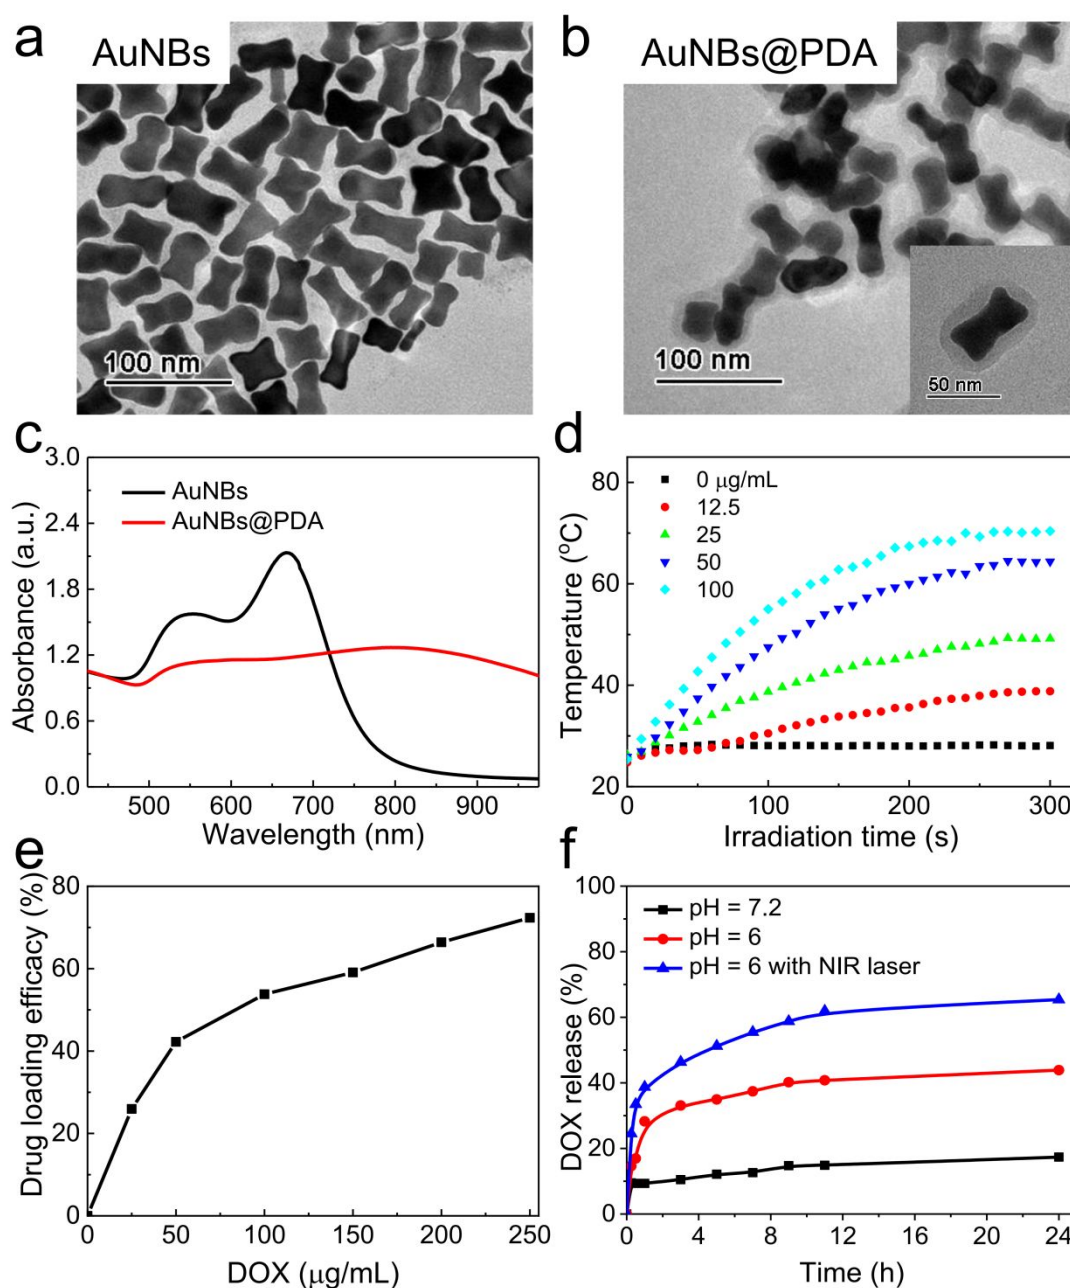 a
AuNBs
100 nm
b
AuNBs@PDA
100 nm
50 nm
c
3.0
2.4
1.8
1.2
0.6
0.0
Absorbance (a.u.)
AuNBs
AuNBs@PDA
500 600 700 800 900
Wavelength (nm)
d
80
60
40
20
Temperature (ºC)
0 μg/mL
12.5
25
50
100
0 100 200 300
Irradiation time (s)
e
80
60
40
20
0
Drug loading efficacy (%)
0 50 100 150 200 250
DOX (μg/mL)
f
100
80
60
40
20
0
DOX release (%)
pH = 7.2
pH = 6
pH = 6 with NIR laser
0 4 8 12 16 20 24
Time (h)